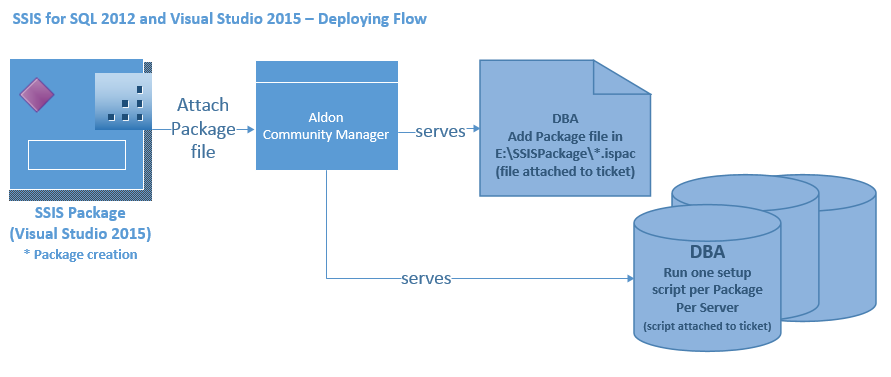 SSIS for SQL 2012 and Visual Studio 2015 – Deploying Flow
Attach
Package
file
Aldon
Community Manager
serves
DBA
Add Package file in
E:\SSISPackage\*.ispac
(file attached to ticket)
SSIS Package
(Visual Studio 2015)
* Package creation
serves
DBA
Run one setup
script per Package
Per Server
(script attached to ticket)